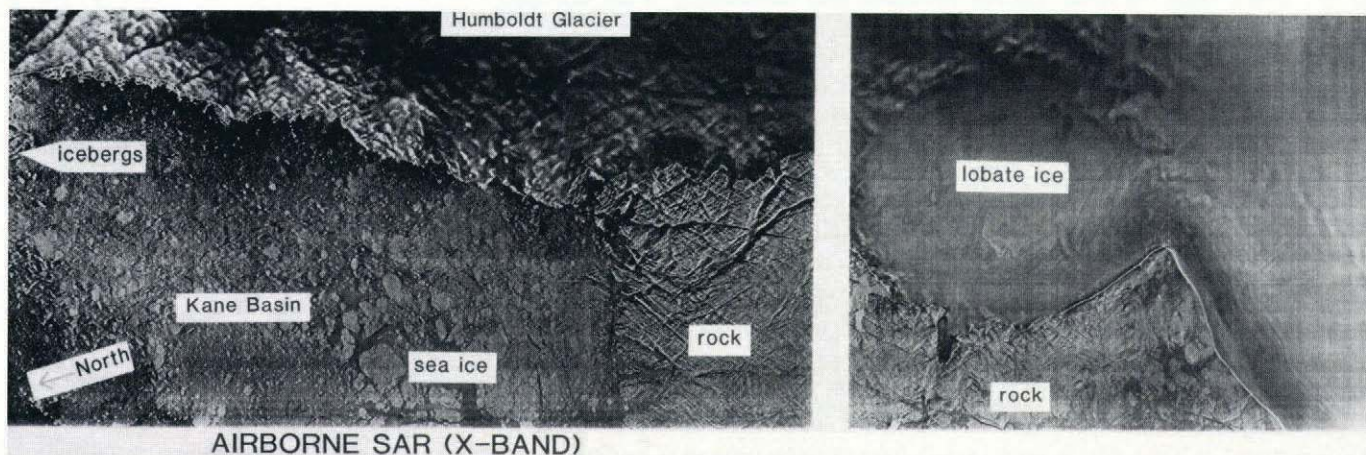 Humboldt Glacier
icebergs
lobate ice
Kane Basin
rock
North
sea ice
rock
AIRBORNE SAR (X-BAND)